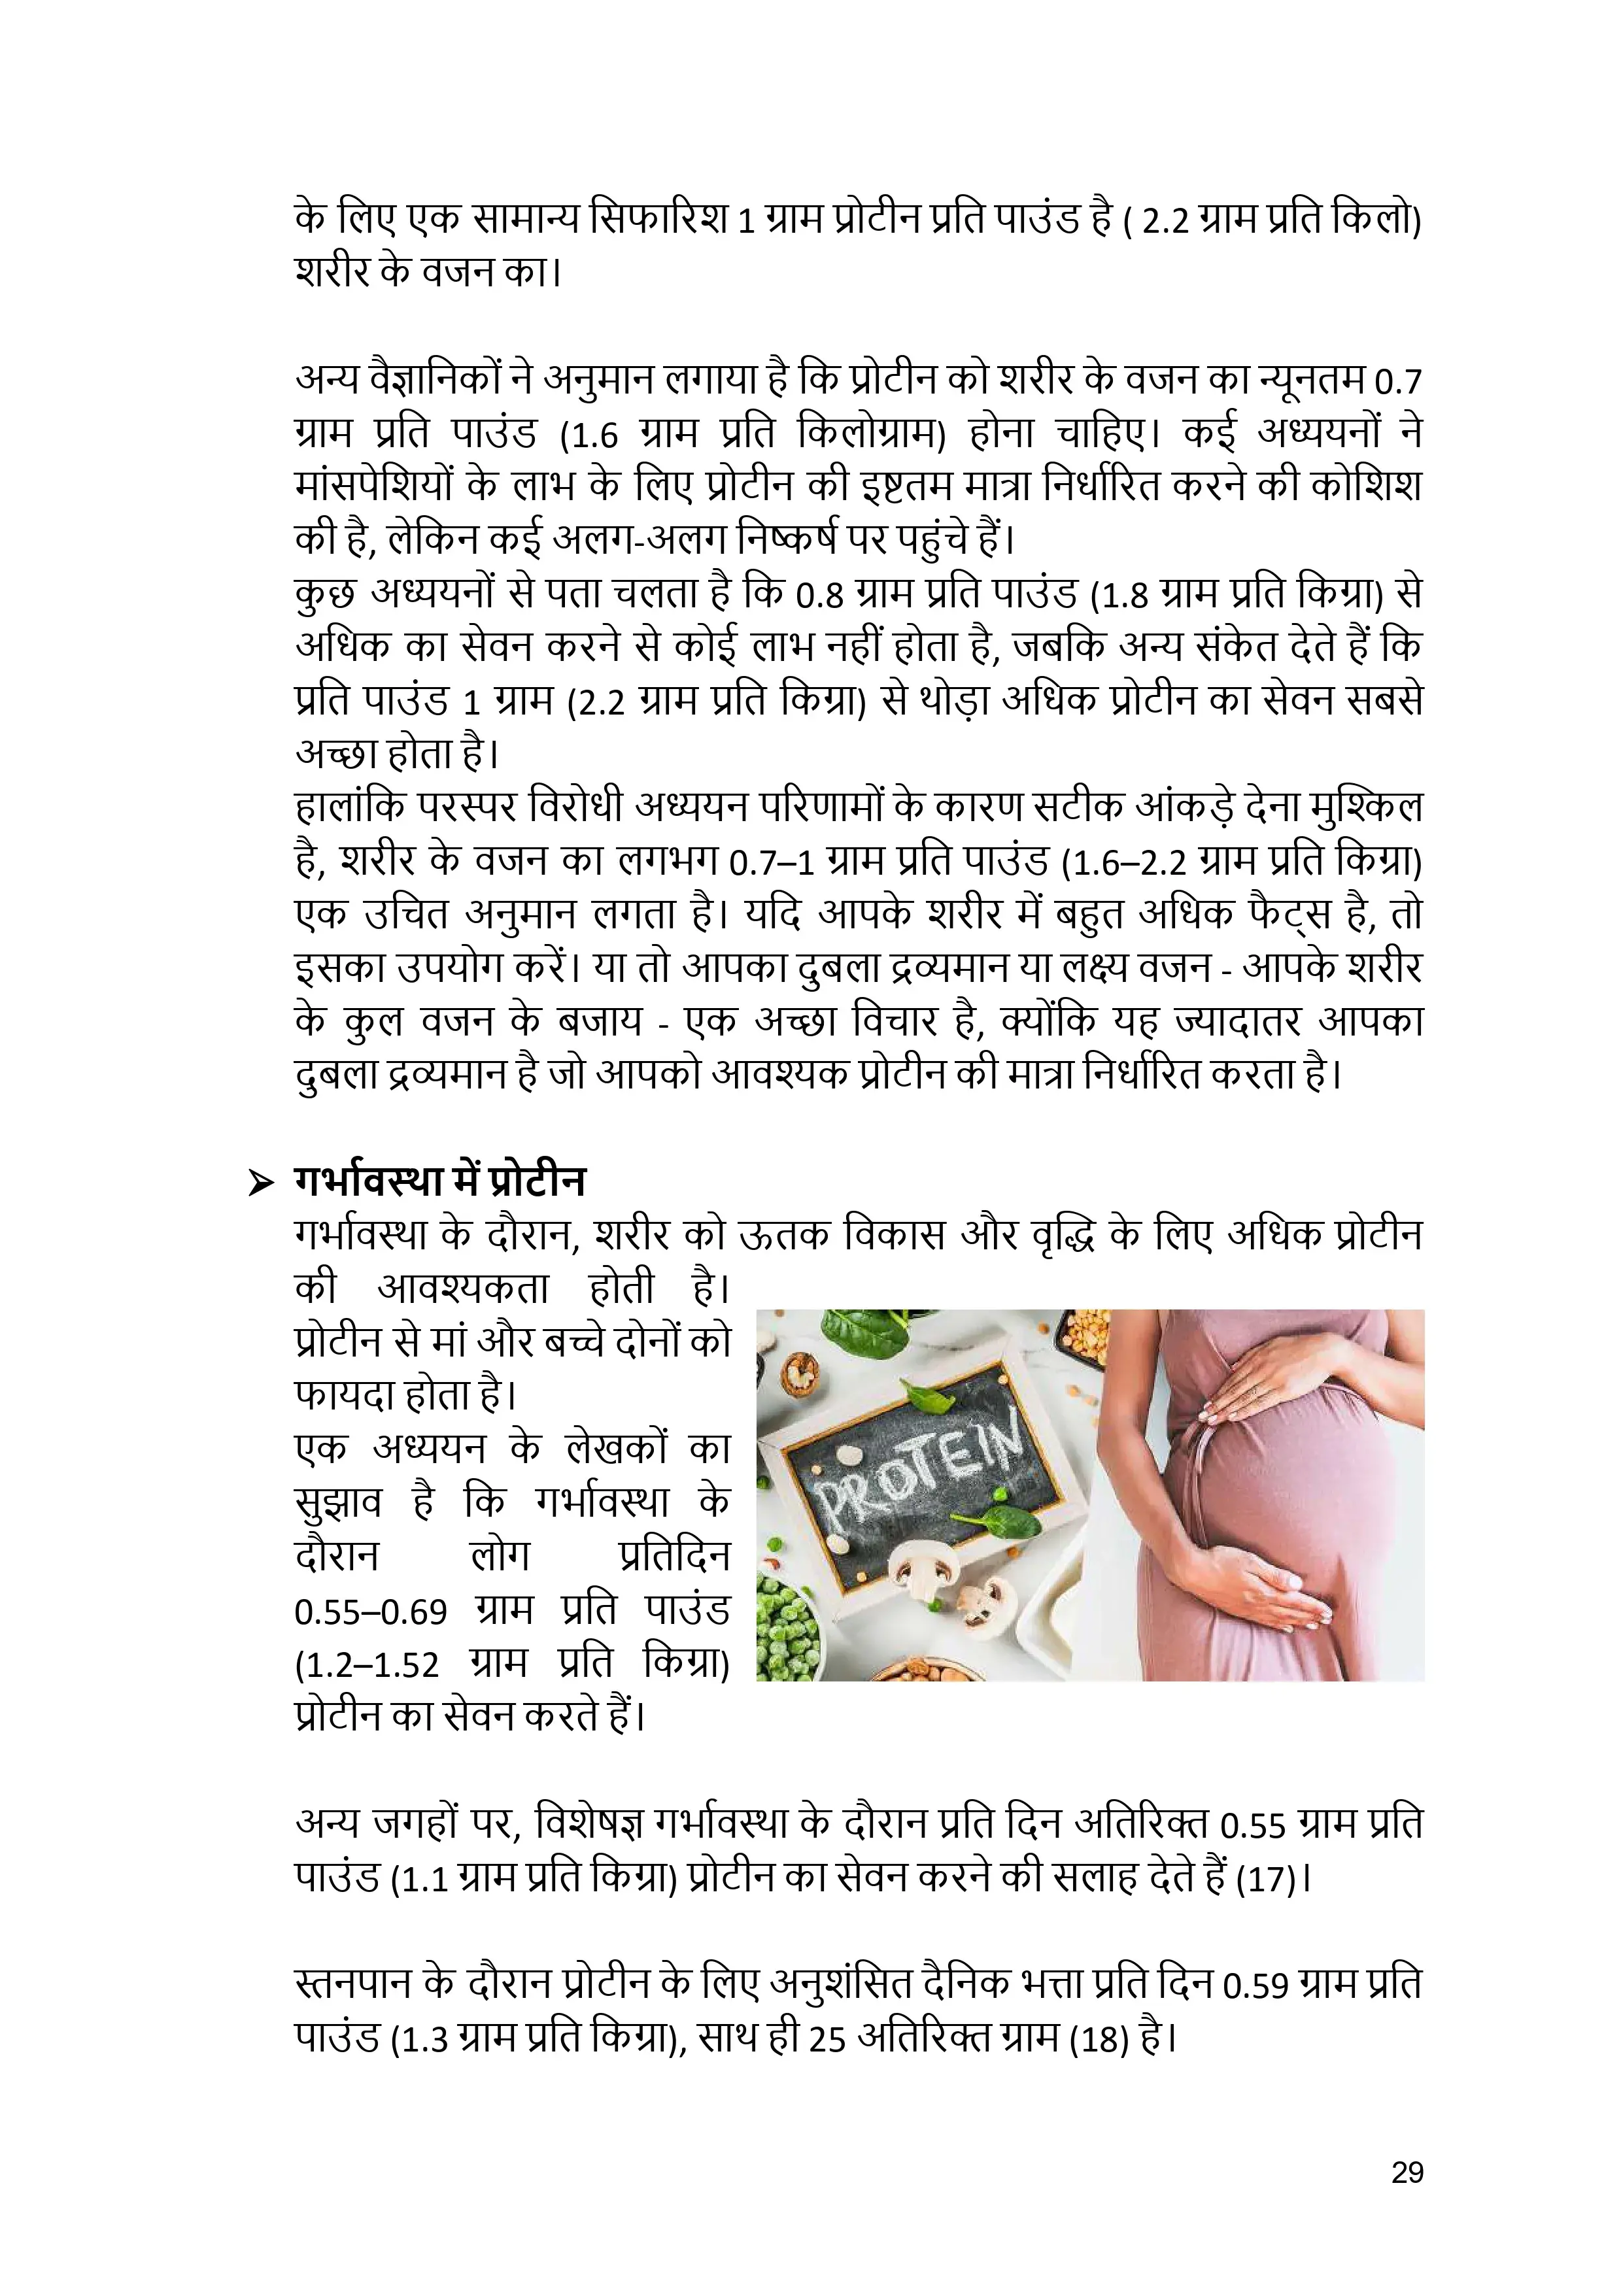 के लिए एक सामान्य सिफारिश 1 ग्राम प्रोटीन प्रति पाउंड है ( 2.2 ग्राम प्रति किलो)
शरीर के वजन का।
अन्य वैज्ञानिकों ने अनुमान लगाया है कि प्रोटीन को शरीर के वजन का न्यूनतम 0.7
ग्राम प्रति पाउंड (1.6 ग्राम प्रति किलोग्राम) होना चाहिए। कई अध्ययनों ने
मांसपेशियों के लाभ के लिए प्रोटीन की इष्टतम मात्रा निर्धारित करने की कोशिश
की है, लेकिन कई अलग-अलग निष्कर्ष पर पहुंचे हैं।
कुछ अध्ययनों से पता चलता है कि 0.8 ग्राम प्रति पाउंड (1.8 ग्राम प्रति किग्रा) से
अधिक का सेवन करने से कोई लाभ नहीं होता है, जबकि अन्य संकेत देते हैं कि
प्रति पाउंड 1 ग्राम (2.2 ग्राम प्रति किग्रा) से थोड़ा अधिक प्रोटीन का सेवन सबसे
अच्छा होता है।
हालांकि परस्पर विरोधी अध्ययन परिणामों के कारण सटीक आंकड़े देना मुश्किल
है, शरीर के वजन का लगभग 0.7–1 ग्राम प्रति पाउंड (1.6–2.2 ग्राम प्रति किग्रा)
एक उचित अनुमान लगता है। यदि आपके शरीर में बहुत अधिक फैट्स है, तो
इसका उपयोग करें। या तो आपका दुबला द्रव्यमान या लक्ष्य वजन - आपके शरीर
के कुल वजन के बजाय - एक अच्छा विचार है, क्योंकि यह ज्यादातर आपका
दुबला द्रव्यमान है जो आपको आवश्यक प्रोटीन की मात्रा निर्धारित करता है।
➢ गर्भावस्था में प्रोटीन
गर्भावस्था के दौरान, शरीर को ऊतक विकास और वृद्धि के लिए अधिक प्रोटीन
की आवश्यकता होती है।
प्रोटीन से मां और बच्चे दोनों को
फायदा होता है।
एक अध्ययन के लेखकों का
सुझाव है कि गर्भावस्था के
दौरान लोग प्रतिदिन
0.55–0.69 ग्राम प्रति पाउंड
(1.2–1.52 ग्राम प्रति किग्रा)
प्रोटीन का सेवन करते हैं।
PROTEIN
अन्य जगहों पर, विशेषज्ञ गर्भावस्था के दौरान प्रति दिन अतिरिक्त 0.55 ग्राम प्रति
पाउंड (1.1 ग्राम प्रति किग्रा) प्रोटीन का सेवन करने की सलाह देते हैं (17)।
स्तनपान के दौरान प्रोटीन के लिए अनुशंसित दैनिक भत्ता प्रति दिन 0.59 ग्राम प्रति
पाउंड (1.3 ग्राम प्रति किग्रा), साथ ही 25 अतिरिक्त ग्राम (18) है।
29